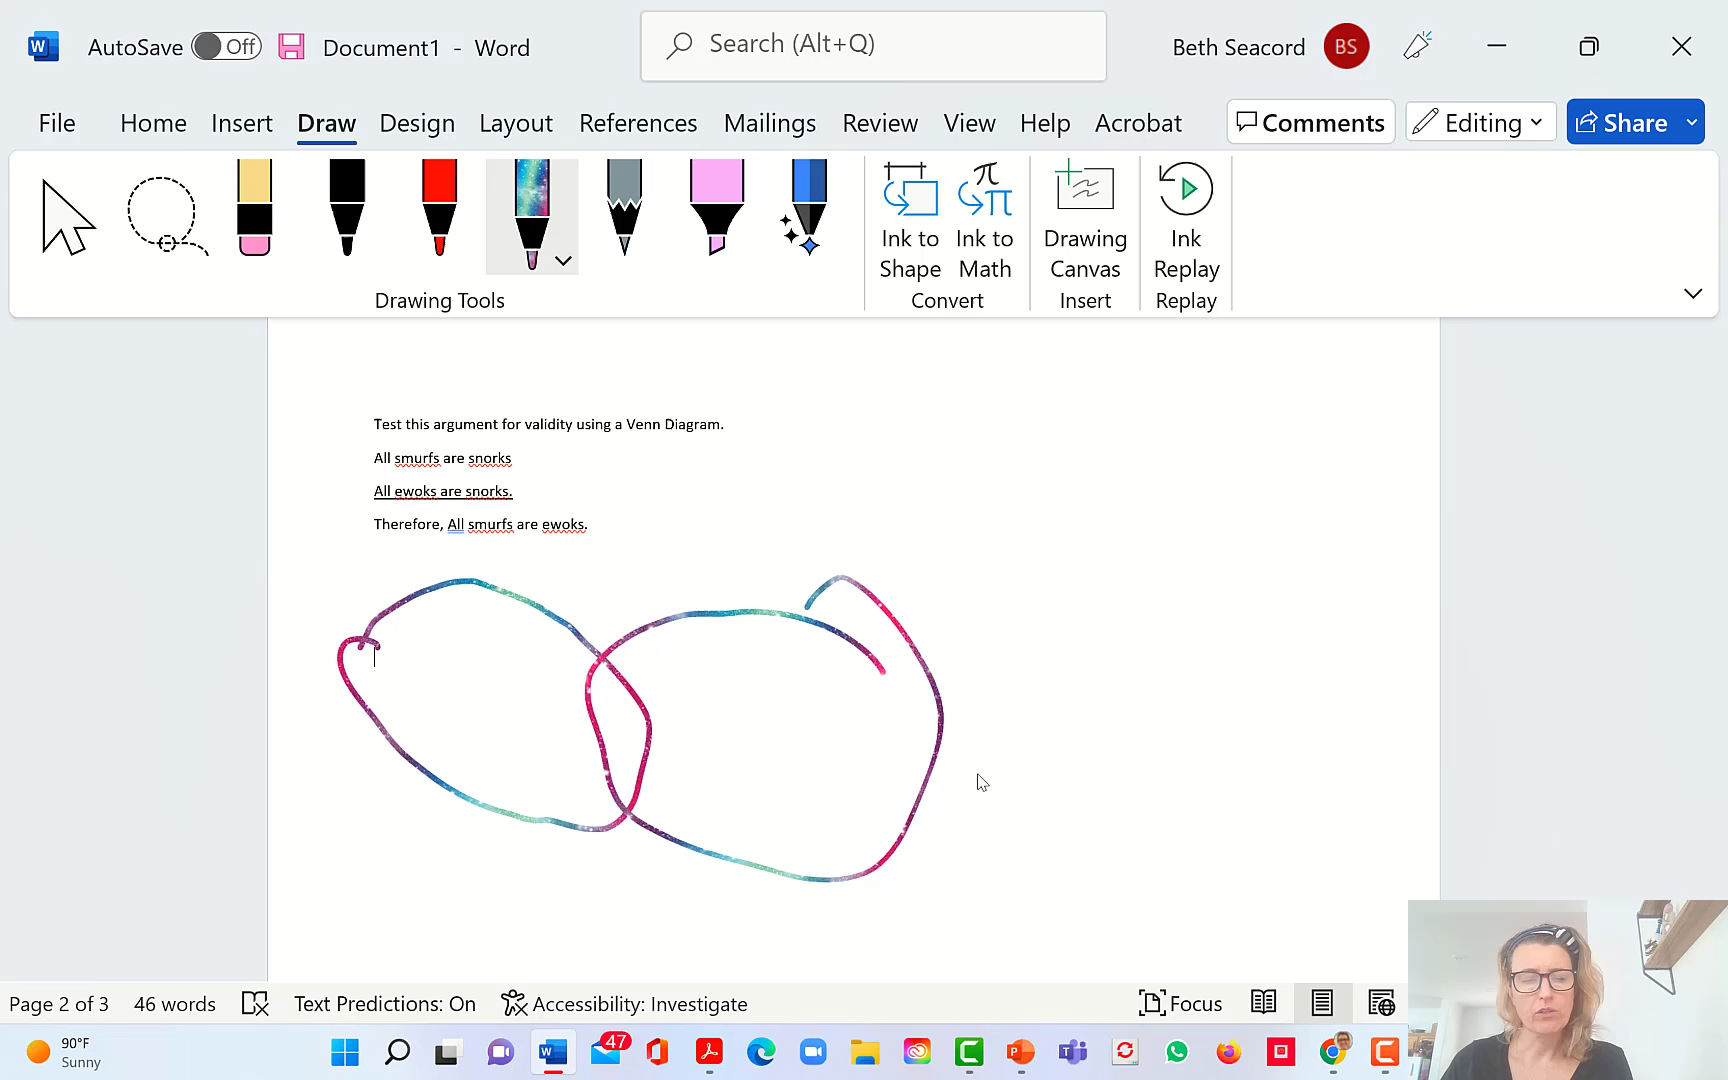 W AutoSave Off Document1 - Word Search (Alt+Q) Beth Seacord BS
File Home Insert Draw Design Layout References Mailings Review View Help Acrobat Comments Editing Share
Ink to Shape
Ink to Math
Drawing Canvas
Ink Replay
Drawing Tools Convert Insert Replay
Test this argument for validity using a Venn Diagram.
All smurfs are snorks
All ewoks are snorks.
Therefore, All smurfs are ewoks.
Page 2 of 3 46 words Text Predictions: On Accessibility: Investigate Focus
90°F
Sunny
47